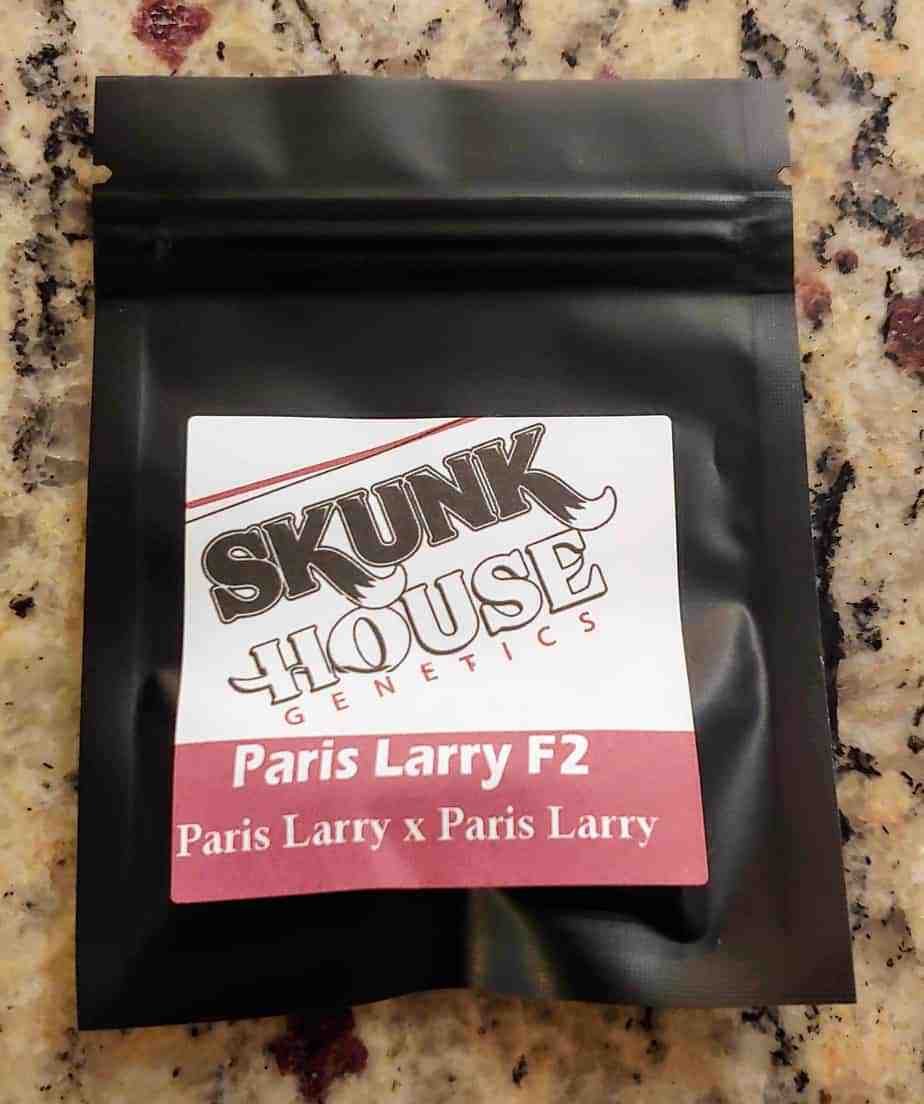 SKUNK
HOUSE
GENETICS
Paris Larry F2
Paris Larry x Paris Larry